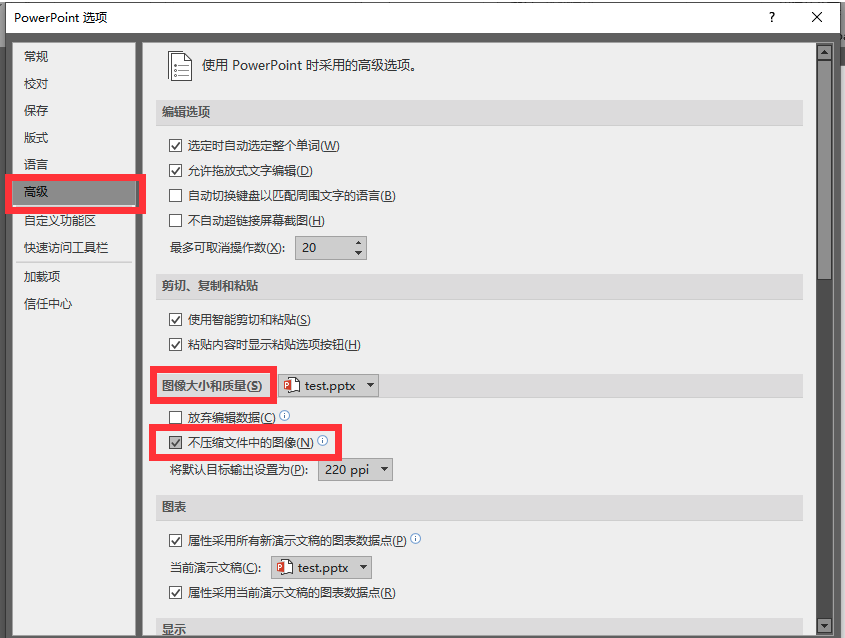 PowerPoint 选项
?
常规
校对
保存
版式
语言
高级
自定义功能区
快速访问工具栏
加载项
信任中心
使用 PowerPoint 时采用的高级选项。
编辑选项
选定时自动选定整个单词(W)
允许拖放式文字编辑(D)
自动切换键盘以匹配周围文字的语言(B)
不自动超链接屏幕截图(H)
最多可取消操作数(X): 20
剪切、复制和粘贴
使用智能剪切和粘贴(S)
粘贴内容时显示粘贴选项按钮(H)
图像大小和质量(S) test.pptx
放弃编辑数据(C)
不压缩文件中的图像(N)
将默认目标输出设置为(P): 220 ppi
图表
属性采用所有新演示文稿的图表数据点(P)
当前演示文稿(C): test.pptx
属性采用当前演示文稿的图表数据点(R)
显示